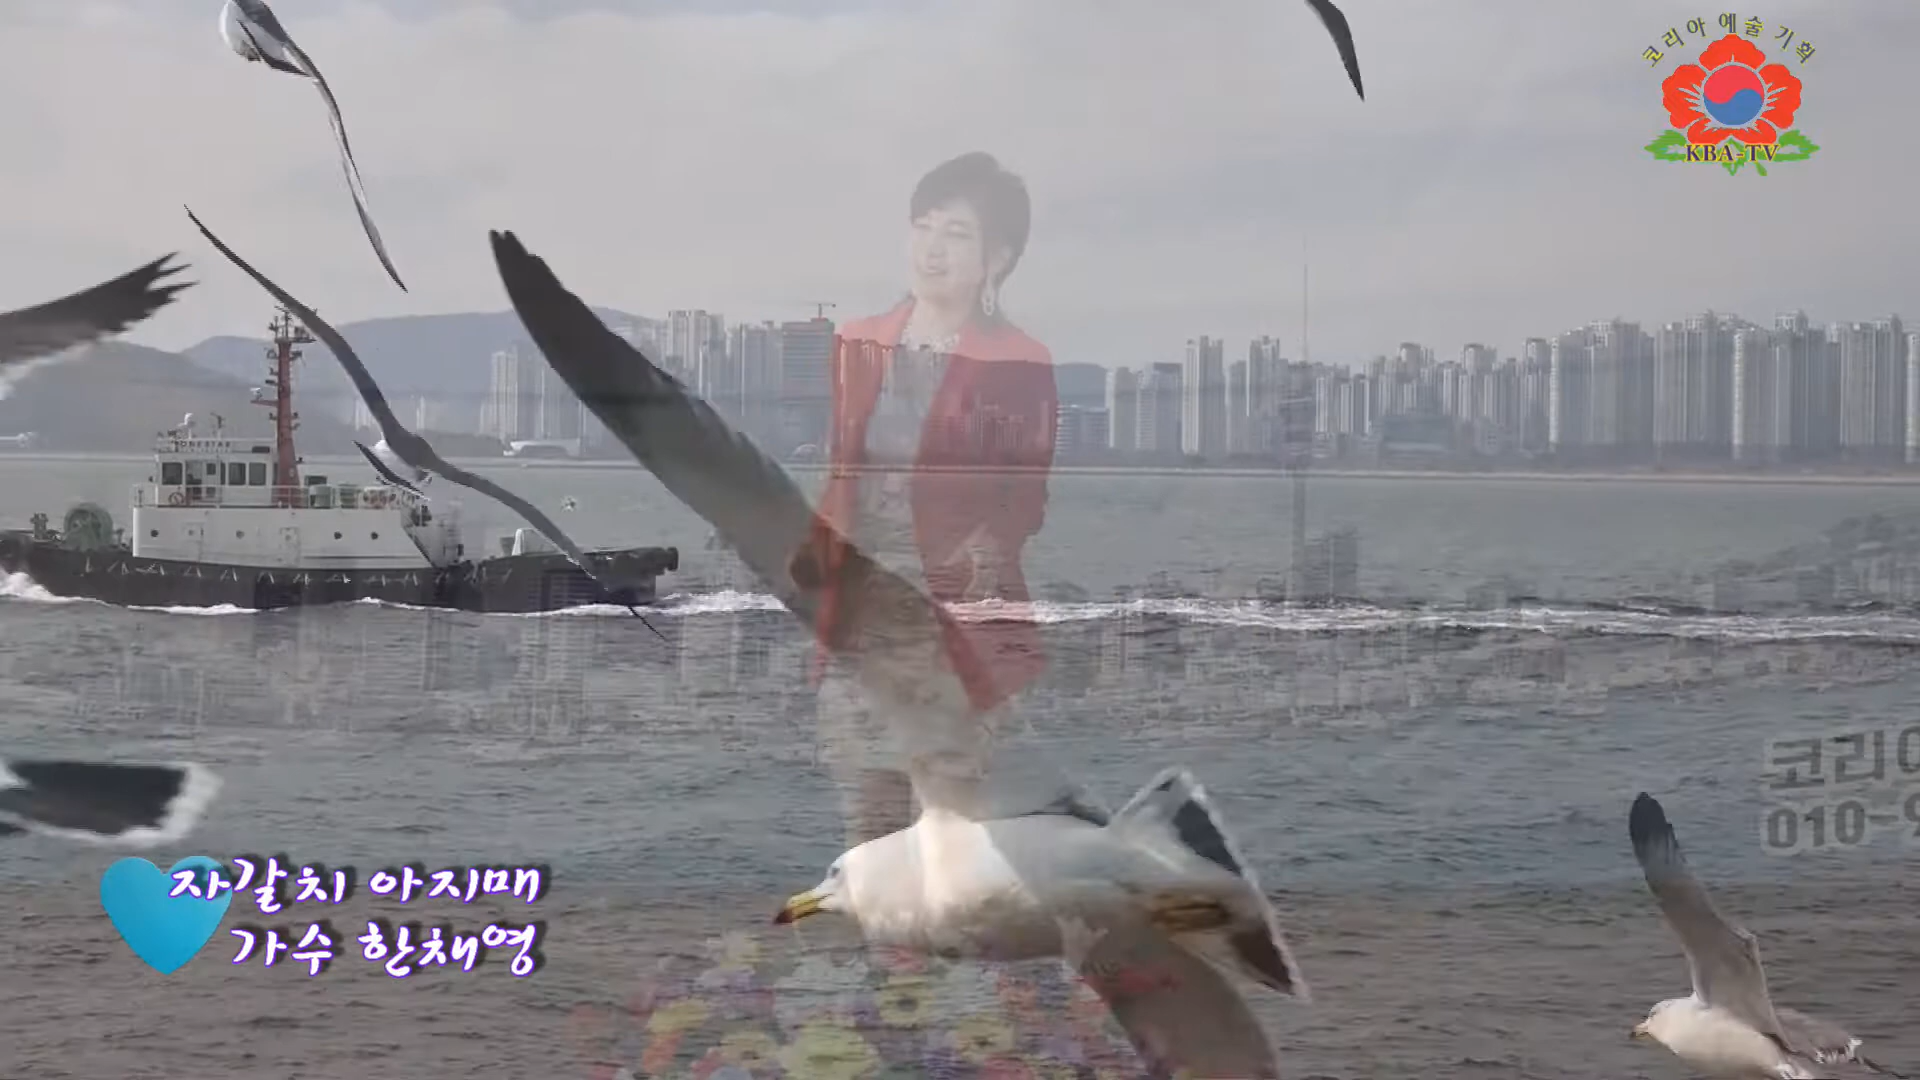 코리아 예술 기획
KBA-TV
코리
010-9
자갈치 아지매
가수 한채영